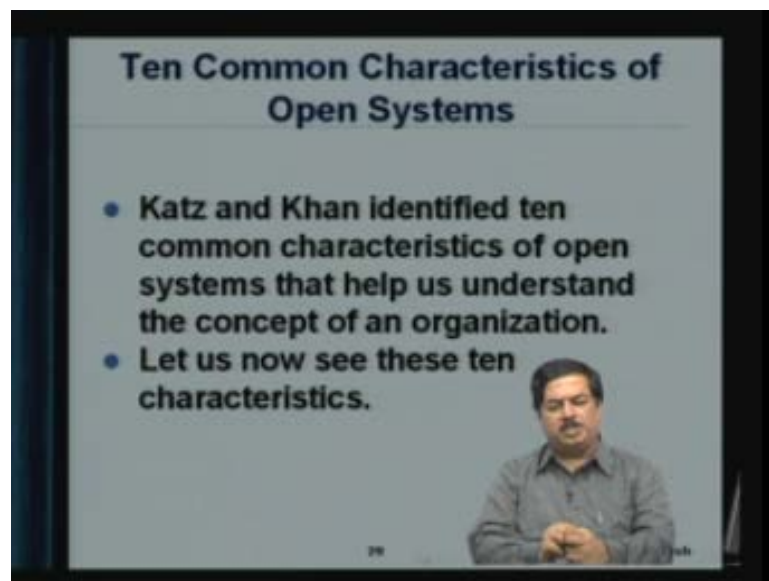 Ten Common Characteristics of
Open Systems
Katz and Khan identified ten
common characteristics of open
systems that help us understand
the concept of an organization.
Let us now see these ten
characteristics.